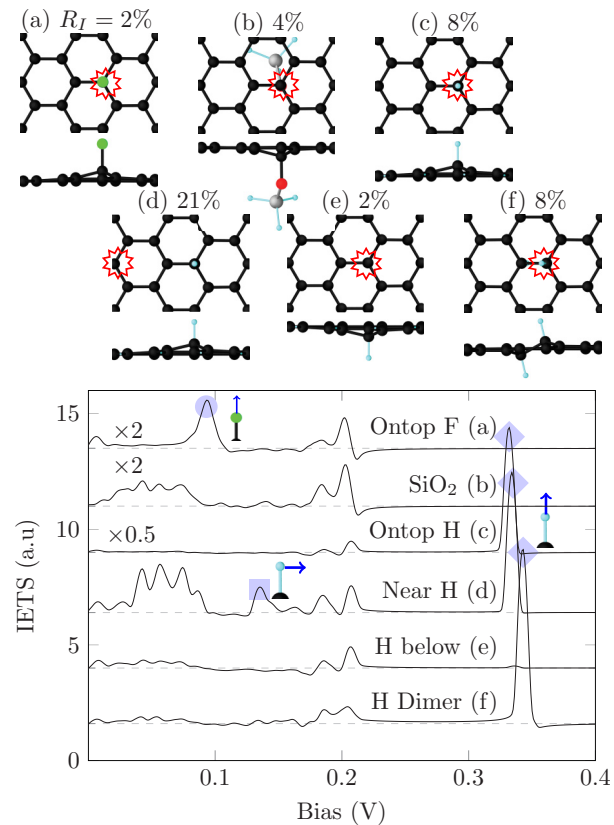 (a) R_I = 2%
(b) 4%
(c) 8%
(d) 21%
(e) 2%
(f) 8%
15
10
5
0
IETS (a.u)
×2
Ontop F (a)
×2
SiO₂ (b)
×0.5
Ontop H (c)
Near H (d)
H below (e)
H Dimer (f)
0.1
0.2
0.3
0.4
Bias (V)